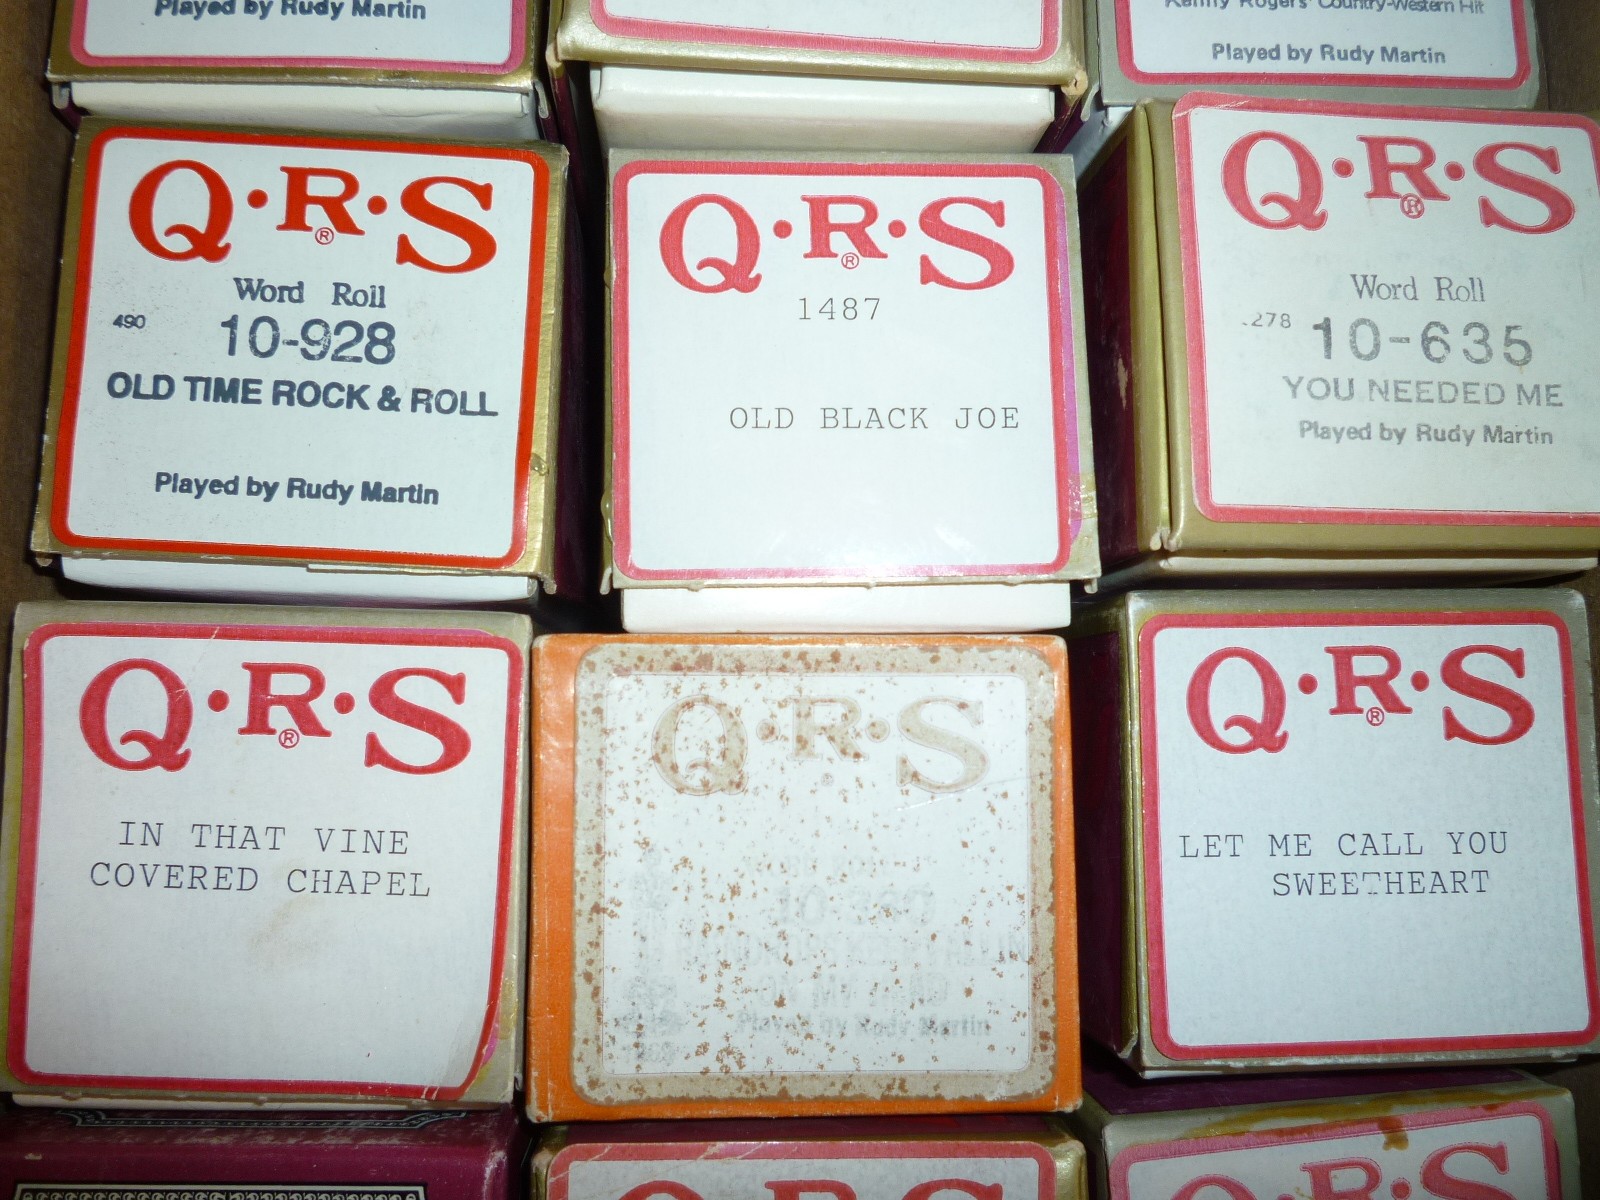 Played by Rudy Martin
Kenny Rogers' Country-Western Hit
Played by Rudy Martin
Q·R·S®
Word Roll
490 10-928
OLD TIME ROCK & ROLL
Played by Rudy Martin
Q·R·S®
1487
OLD BLACK JOE
Q·R·S®
Word Roll
.278 10-635
YOU NEEDED ME
Played by Rudy Martin
Q·R·S®
IN THAT VINE
COVERED CHAPEL
Q·R·S
ON MY
Played by Rudy Martin
Q·R·S®
LET ME CALL YOU
SWEETHEART
Q·R·S
Q·R·S